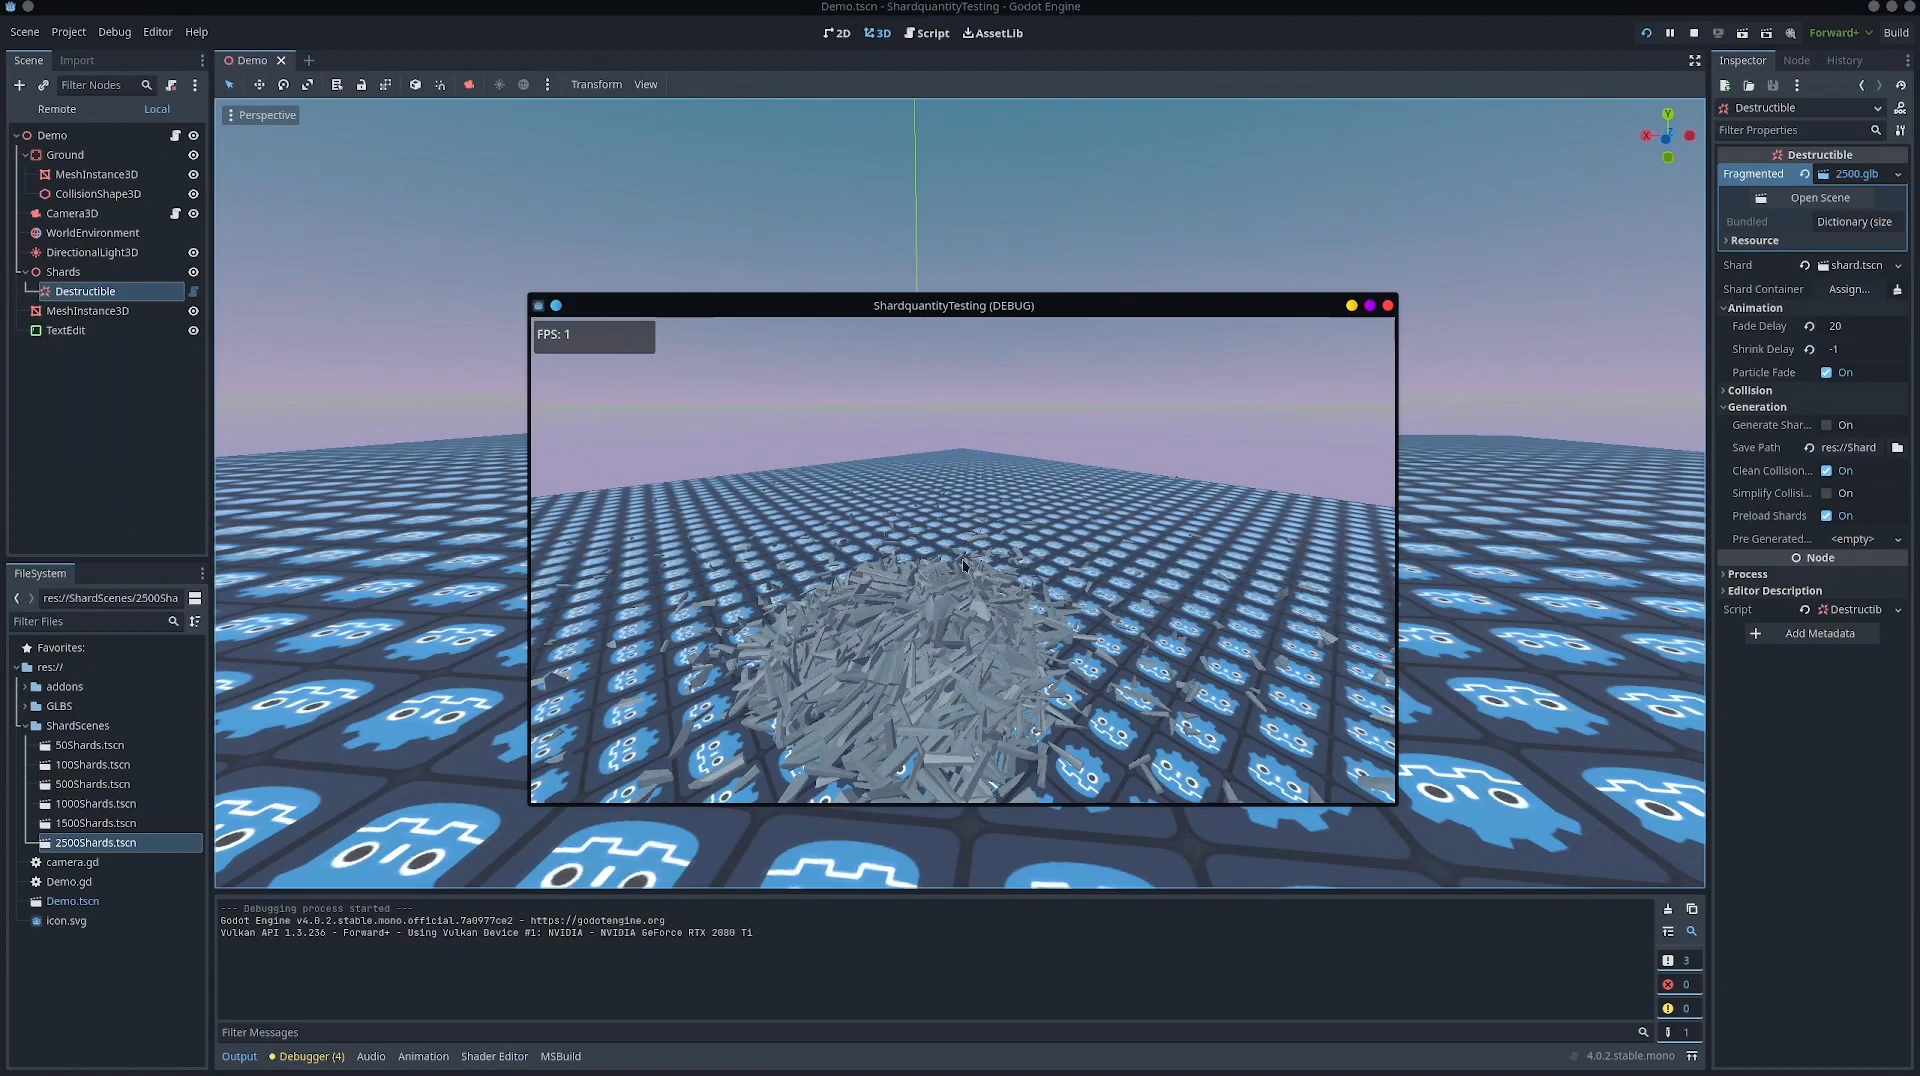 Demo.tscn - ShardquantityTesting - Godot Engine
Scene Project Debug Editor Help
2D 3D Script AssetLib
Forward+ Build
Scene Import
Filter Nodes
Remote Local
Demo
Ground
MeshInstance3D
CollisionShape3D
Camera3D
WorldEnvironment
DirectionalLight3D
Shards
Destructible
MeshInstance3D
TextEdit
FileSystem
res://ShardScenes/2500Sha
Filter Files
Favorites:
res://
addons
GLBS
ShardScenes
50Shards.tscn
100Shards.tscn
500Shards.tscn
1000Shards.tscn
1500Shards.tscn
2500Shards.tscn
camera.gd
Demo.gd
Demo.tscn
icon.svg
Demo
Transform View
Perspective
Y
X
Z
ShardquantityTesting (DEBUG)
FPS: 1
--- Debugging process started ---
Godot Engine v4.0.2.stable.mono.official.7a0977ce2 - https://godotengine.org
Vulkan API 1.3.236 - Forward+ - Using Vulkan Device #1: NVIDIA - NVIDIA GeForce RTX 2080 Ti
3
0
0
1
Filter Messages
Output Debugger (4) Audio Animation Shader Editor MSBuild
4.0.2.stable.mono
Inspector Node History
Destructible
Filter Properties
Destructible
Fragmented 2500.glb
Open Scene
Bundled Dictionary (size
Resource
Shard shard.tscn
Shard Container Assign...
Animation
Fade Delay 20
Shrink Delay -1
Particle Fade On
Collision
Generation
Generate Shar... On
Save Path res://Shard
Clean Collision... On
Simplify Collisi... On
Preload Shards On
Pre Generated... <empty>
Node
Process
Editor Description
Script Destructib
Add Metadata